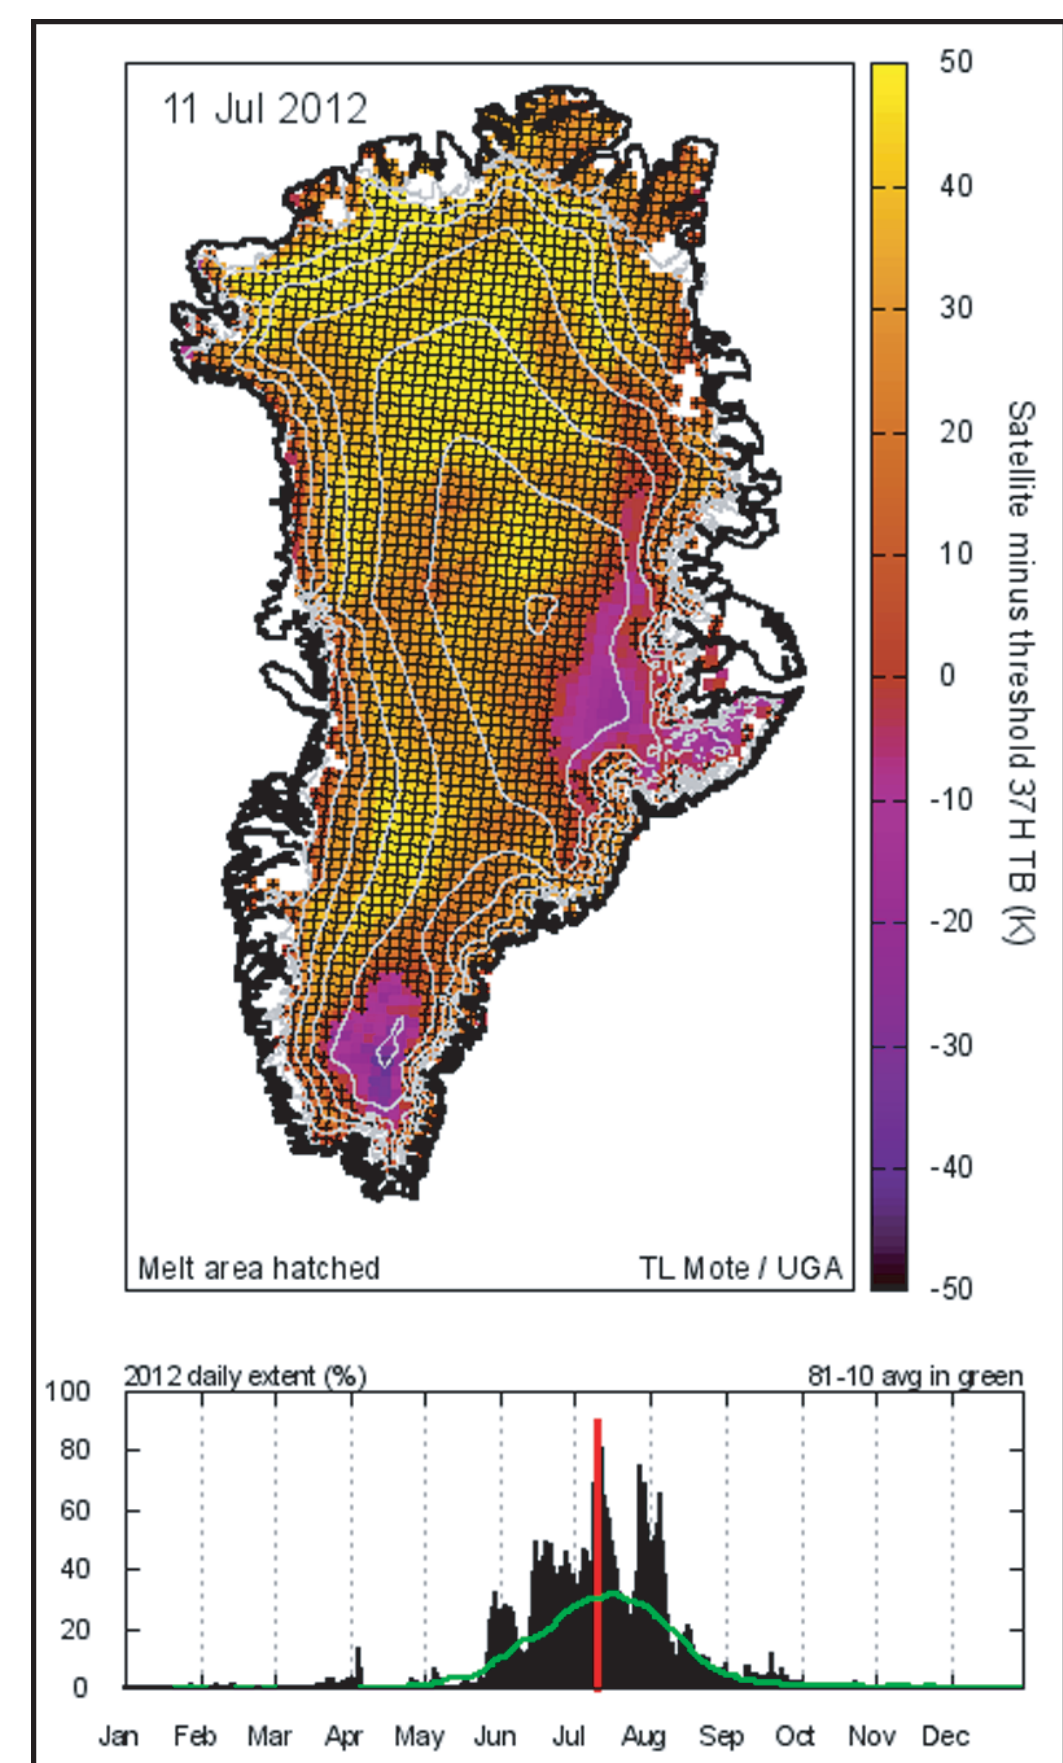 11 Jul 2012
50
40
30
20
10
0
-10
-20
-30
-40
-50
Satellite minus threshold 37H TB (K)
Melt area hatched
TL Mote / UGA
2012 daily extent (%)
81-10 avg in green
100
80
60
40
20
0
Jan Feb Mar Apr May Jun Jul Aug Sep Oct Nov Dec